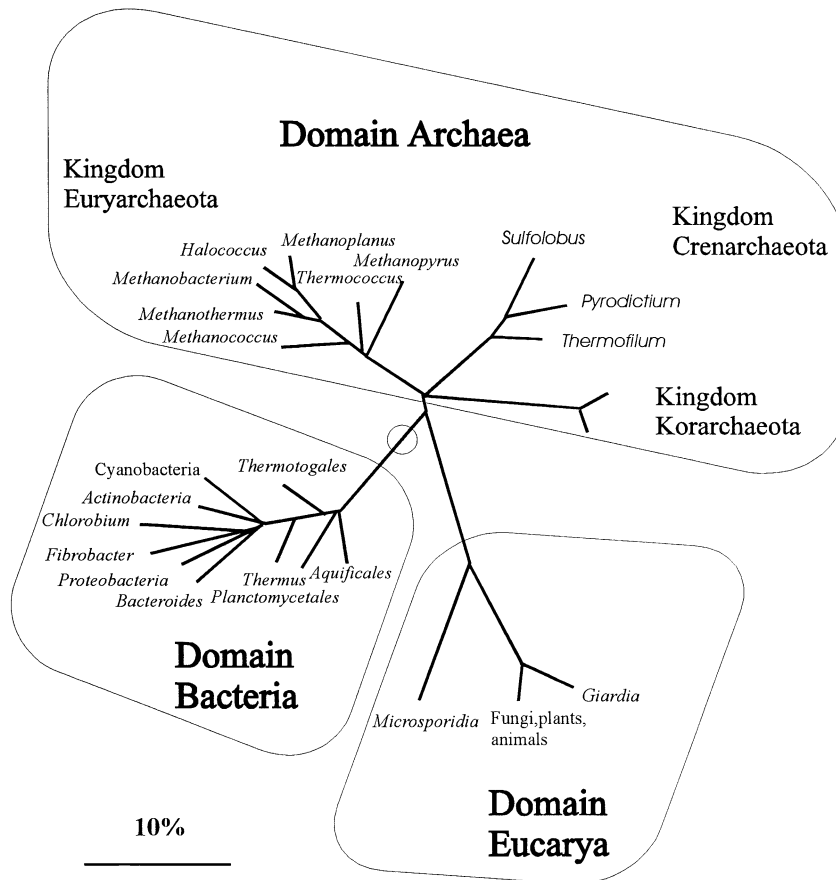 Domain Archaea
Kingdom
Euryarchaeota
Kingdom
Crenarchaeota
Halococcus
Methanoplanus
Methanopyrus
Methanobacterium
Thermococcus
Methanothermus
Methanococcus
Sulfolobus
Pyrodictium
Thermofilum
Kingdom
Korarchaeota
Cyanobacteria
Thermotogales
Actinobacteria
Chlorobium
Fibrobacter
Proteobacteria
Bacteroides
Thermus
Aquificales
Planctomycetales
Domain
Bacteria
Microsporidia
Fungi,plants,
animals
Giardia
Domain
Eucarya
10%